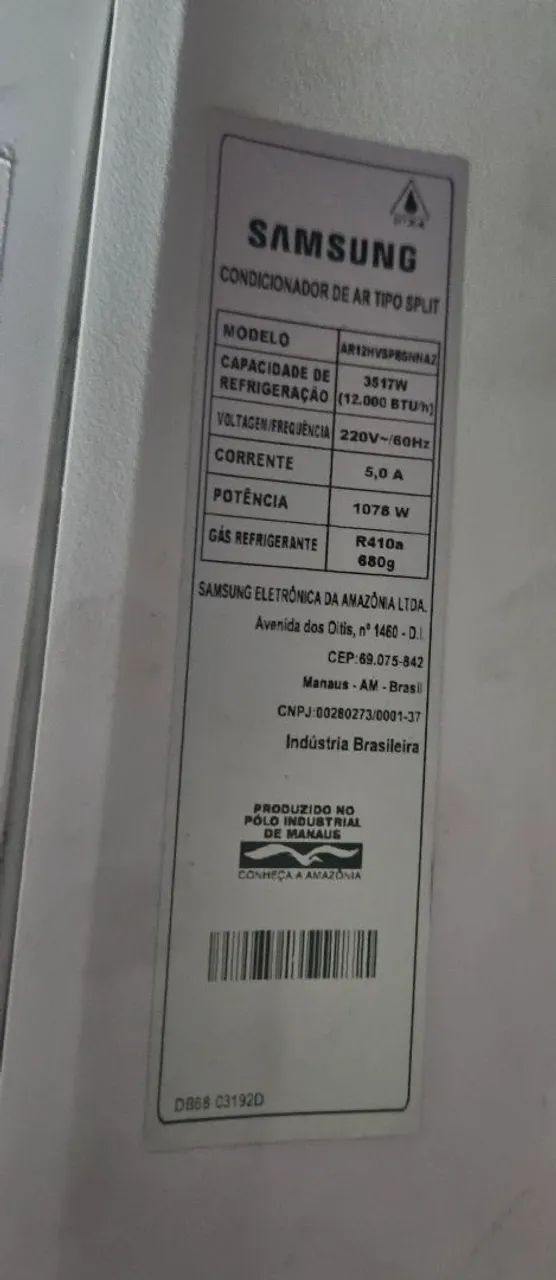 SAMSUNG
CONDICIONADOR DE AR TIPO SPLIT
MODELO
CAPACIDADE DE REFRIGERAÇÃO 3517W (12.000 BTU/h)
VOLTAGEM/FREQUÊNCIA 220V~/60Hz
CORRENTE 5,0 A
POTÊNCIA 1078 W
GÁS REFRIGERANTE R410a 680g
SAMSUNG ELETRÔNICA DA AMAZÔNIA LTDA.
Avenida dos Oitis, nº 1460 - D.I.
CEP:69.075-842
Manaus - AM - Brasil
CNPJ:00280273/0001-37
Indústria Brasileira
PRODUZIDO NO
PÓLO INDUSTRIAL
DE MANAUS
CONHEÇA A AMAZÔNIA
DB68 03192D